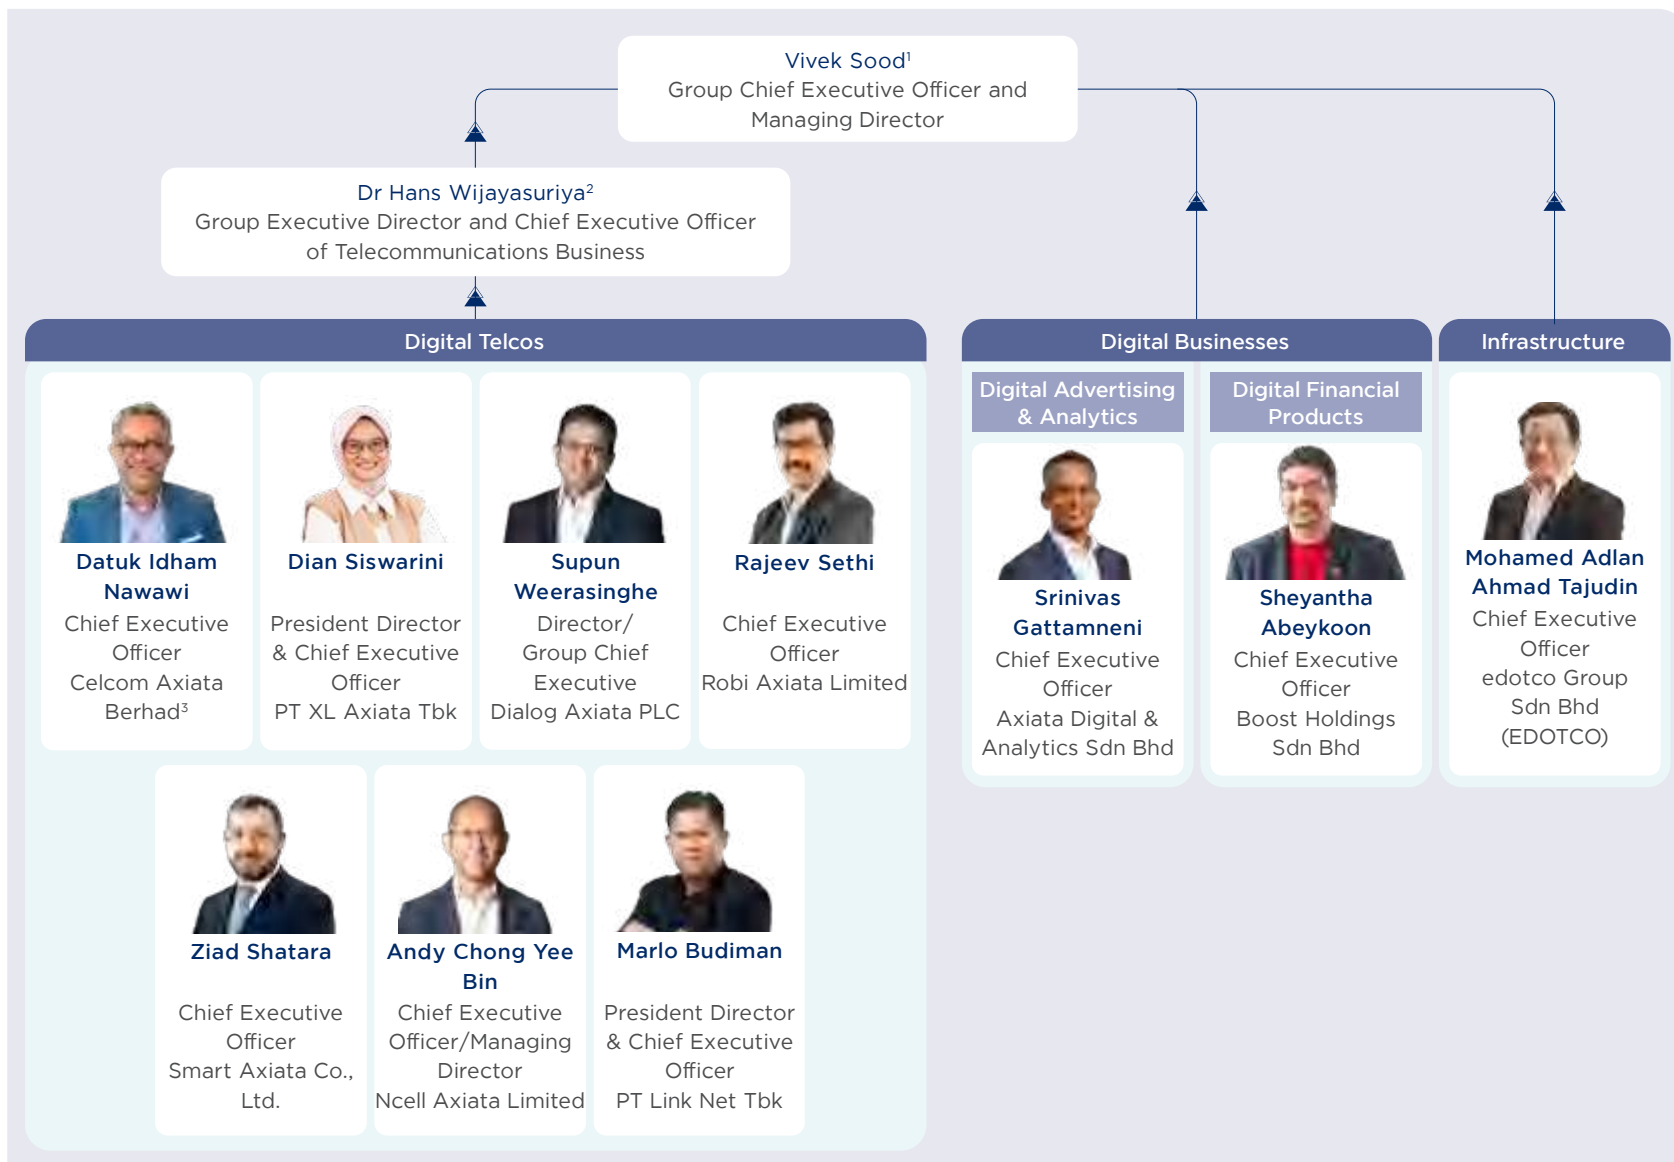 Vivek Sood¹
Group Chief Executive Officer and
Managing Director
Dr Hans Wijayasuriya²
Group Executive Director and Chief Executive Officer
of Telecommunications Business
Digital Telcos
Datuk Idham
Nawawi
Chief Executive
Officer
Celcom Axiata
Berhad³
Dian Siswarini
President Director
& Chief Executive
Officer
PT XL Axiata Tbk
Supun
Weerasinghe
Director/
Group Chief
Executive
Dialog Axiata PLC
Rajeev Sethi
Chief Executive
Officer
Robi Axiata Limited
Ziad Shatara
Chief Executive
Officer
Smart Axiata Co.,
Ltd.
Andy Chong Yee
Bin
Chief Executive
Officer/Managing
Director
Ncell Axiata Limited
Marlo Budiman
President Director
& Chief Executive
Officer
PT Link Net Tbk
Digital Businesses
Digital Advertising
& Analytics
Srinivas
Gattamneni
Chief Executive
Officer
Axiata Digital &
Analytics Sdn Bhd
Digital Financial
Products
Sheyantha
Abeykoon
Chief Executive
Officer
Boost Holdings
Sdn Bhd
Infrastructure
Mohamed Adlan
Ahmad Tajudin
Chief Executive
Officer
edotco Group
Sdn Bhd
(EDOTCO)